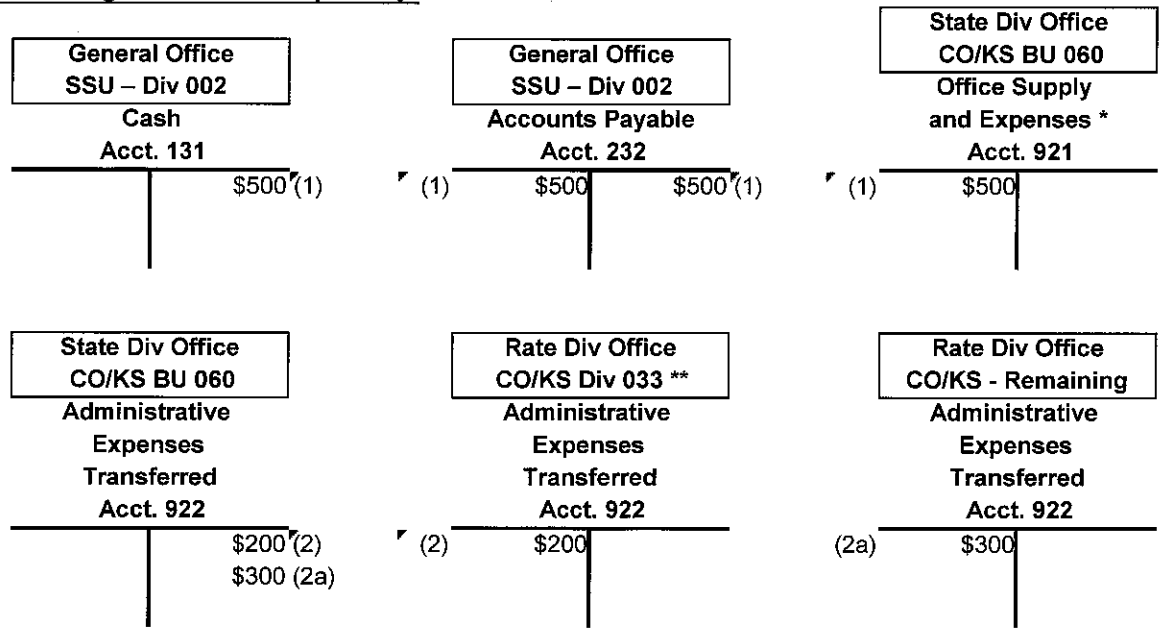 General Office
SSU – Div 002
Cash
Acct. 131
$500 (1)
General Office
SSU – Div 002
Accounts Payable
Acct. 232
(1) $500 $500 (1)
State Div Office
CO/KS BU 060
Office Supply
and Expenses *
Acct. 921
(1) $500
State Div Office
CO/KS BU 060
Administrative
Expenses
Transferred
Acct. 922
$200 (2)
$300 (2a)
Rate Div Office
CO/KS Div 033 **
Administrative
Expenses
Transferred
Acct. 922
(2) $200
Rate Div Office
CO/KS - Remaining
Administrative
Expenses
Transferred
Acct. 922
(2a) $300